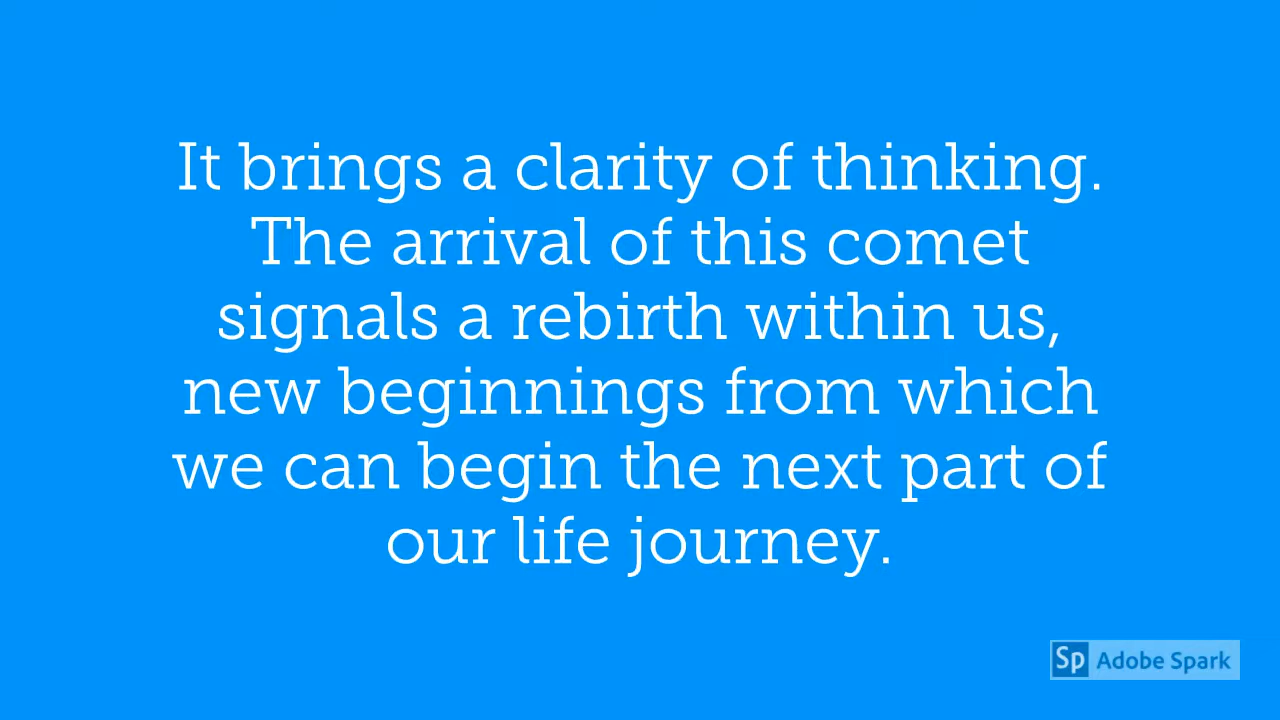 It brings a clarity of thinking.
The arrival of this comet
signals a rebirth within us,
new beginnings from which
we can begin the next part of
our life journey.
Sp Adobe Spark